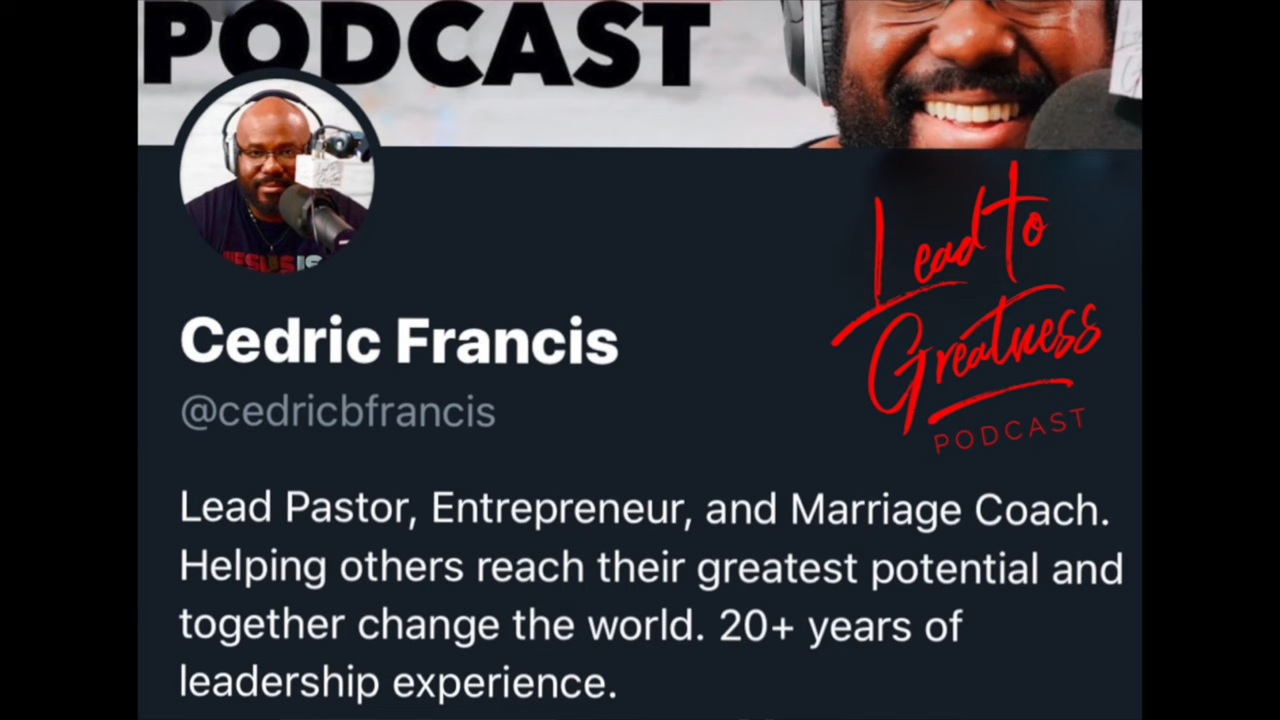 PODCAST
Lead to
Greatness
PODCAST
Cedric Francis
@cedricbfrancis
Lead Pastor, Entrepreneur, and Marriage Coach.
Helping others reach their greatest potential and
together change the world. 20+ years of
leadership experience.